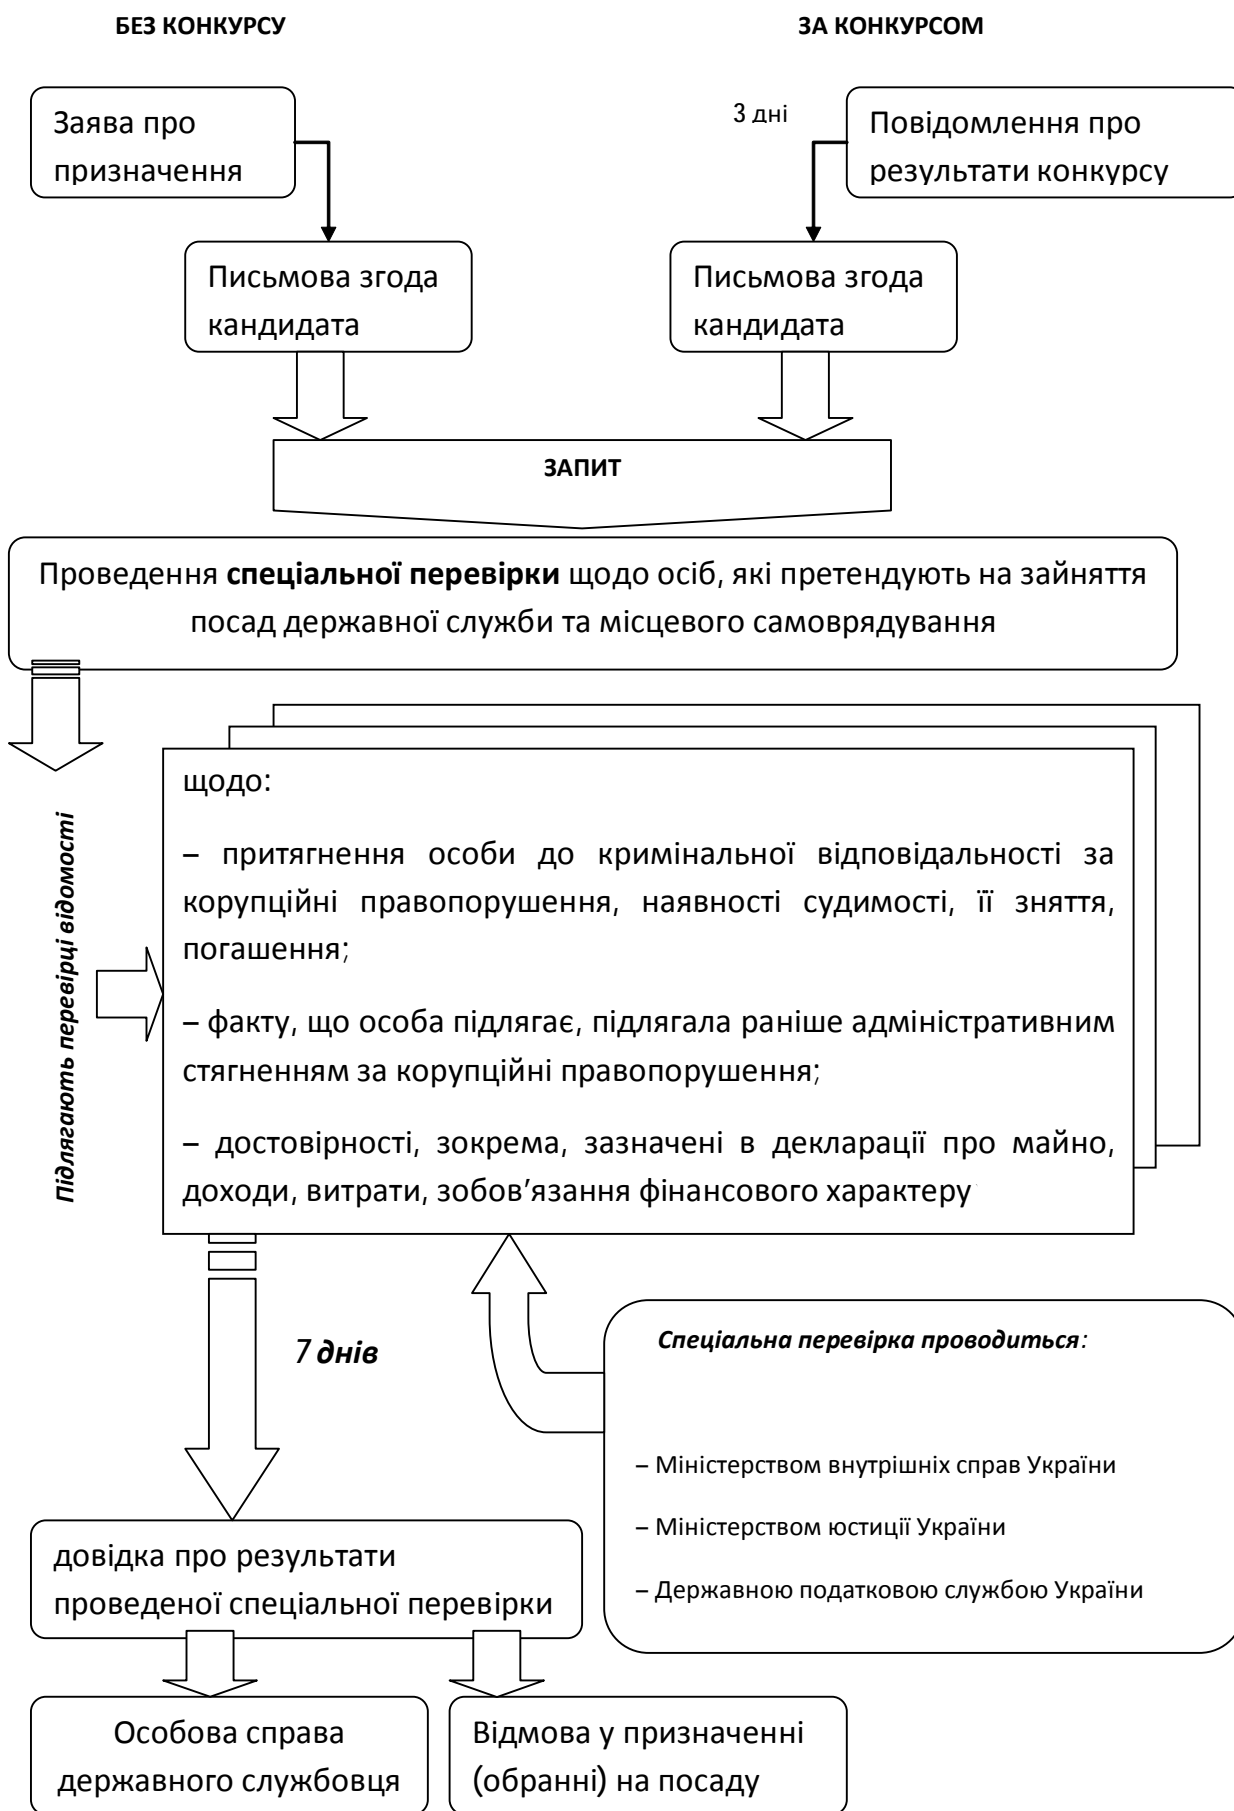 БЕЗ КОНКУРСУ
ЗА КОНКУРСОМ
Заява про
призначення
3 дні
Повідомлення про
результати конкурсу
Письмова згода
кандидата
Письмова згода
кандидата
ЗАПИТ
Проведення спеціальної перевірки щодо осіб, які претендують на зайняття
посад державної служби та місцевого самоврядування
Підлягають перевірці відомості
щодо:
– притягнення особи до кримінальної відповідальності за
корупційні правопорушення, наявності судимості, її зняття,
погашення;
– факту, що особа підлягає, підлягала раніше адміністративним
стягненням за корупційні правопорушення;
– достовірності, зокрема, зазначені в декларації про майно,
доходи, витрати, зобов’язання фінансового характеру
7 днів
Спеціальна перевірка проводиться:
– Міністерством внутрішніх справ України
– Міністерством юстиції України
– Державною податковою службою України
довідка про результати
проведеної спеціальної перевірки
Особова справа
державного службовця
Відмова у призначенні
(обранні) на посаду